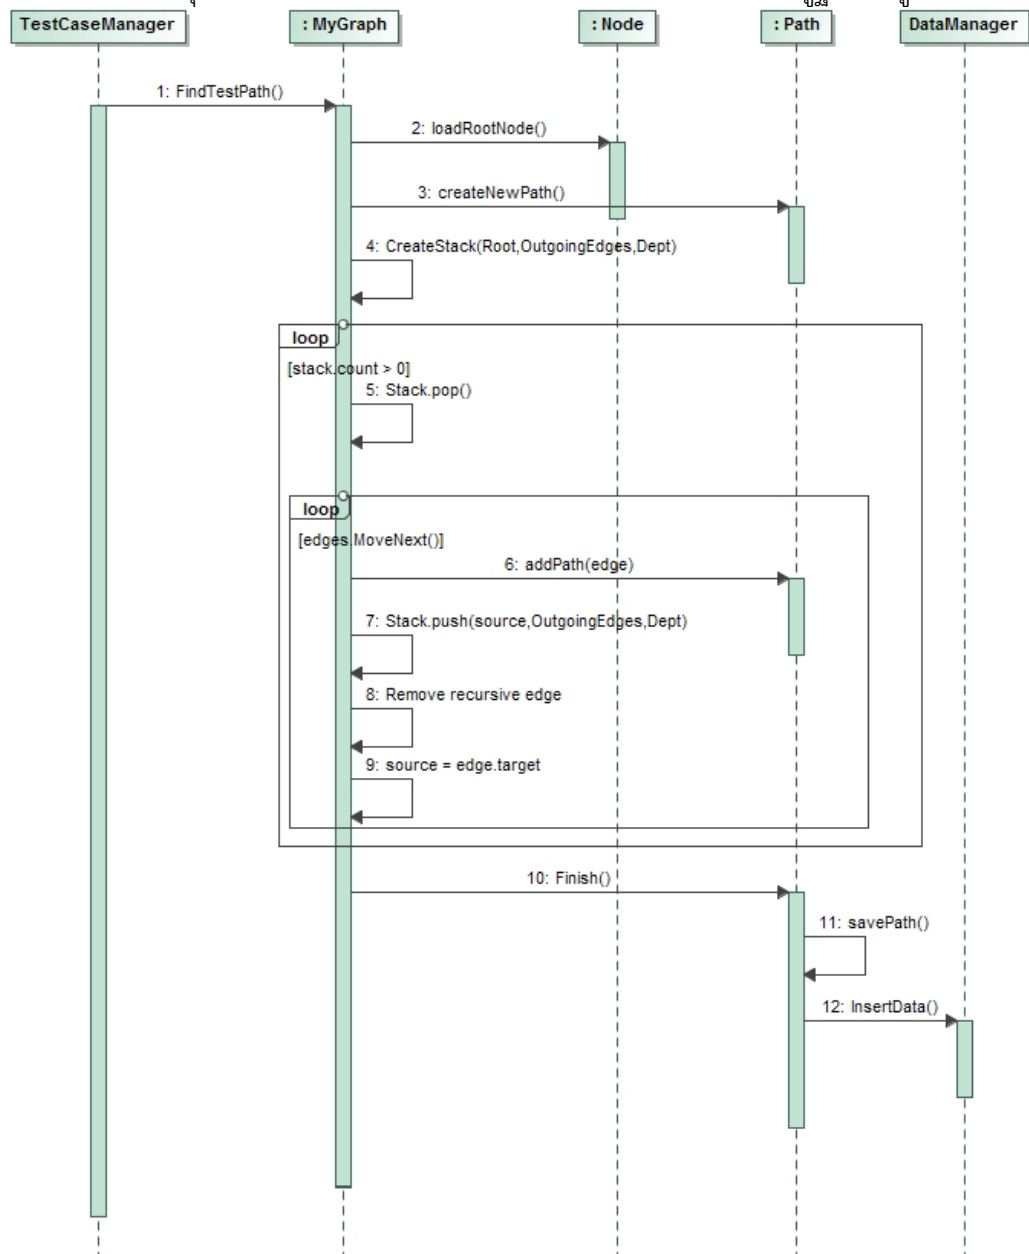 TestCaseManager
: MyGraph
: Node
: Path
DataManager
1: FindTestPath()
2: loadRootNode()
3: createNewPath()
4: CreateStack(Root,OutgoingEdges,Dept)
loop
[stack.count > 0]
5: Stack.pop()
loop
[edges.MoveNext()]
6: addPath(edge)
7: Stack.push(source,OutgoingEdges,Dept)
8: Remove recursive edge
9: source = edge.target
10: Finish()
11: savePath()
12: InsertData()